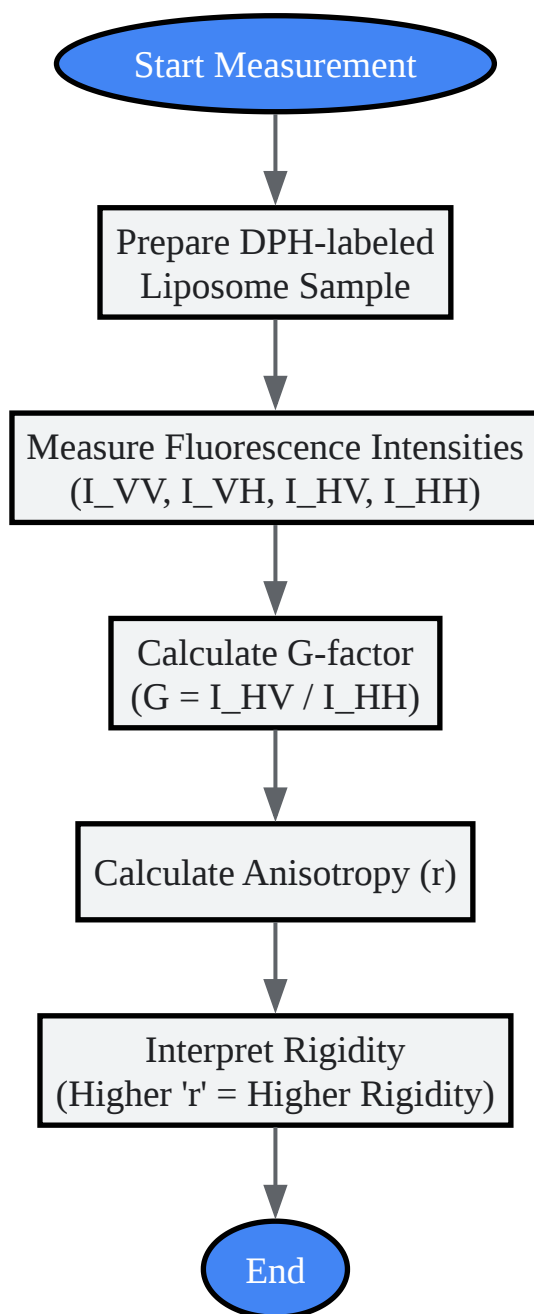 Start Measurement
Prepare DPH-labeled
Liposome Sample
Measure Fluorescence Intensities
(I_VV, I_VH, I_HV, I_HH)
Calculate G-factor
(G = I_HV / I_HH)
Calculate Anisotropy (r)
Interpret Rigidity
(Higher 'r' = Higher Rigidity)
End